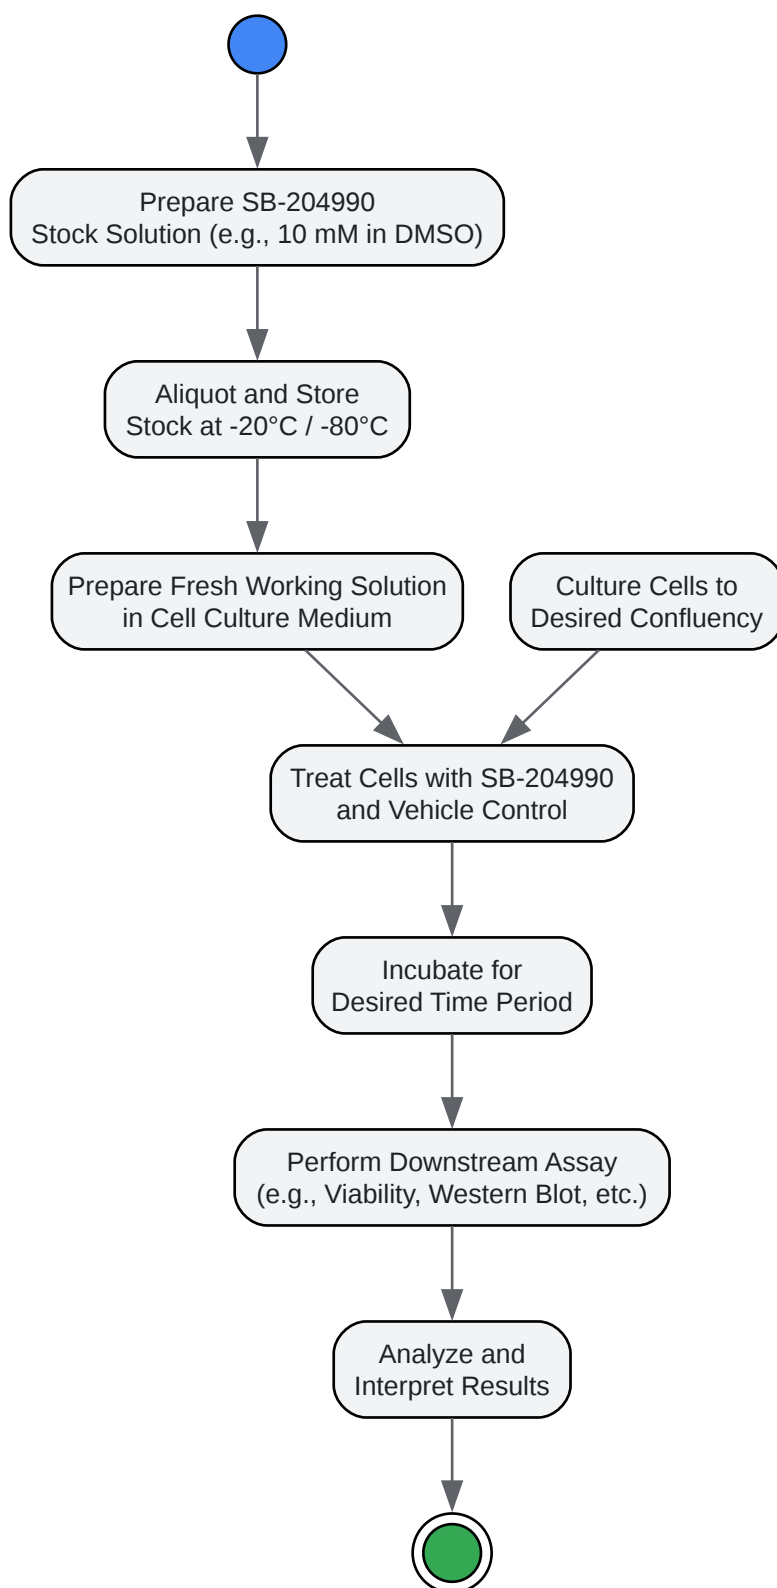 Prepare SB-204990
Stock Solution (e.g., 10 mM in DMSO)
Aliquot and Store
Stock at -20°C / -80°C
Prepare Fresh Working Solution
in Cell Culture Medium
Culture Cells to
Desired Confluency
Treat Cells with SB-204990
and Vehicle Control
Incubate for
Desired Time Period
Perform Downstream Assay
(e.g., Viability, Western Blot, etc.)
Analyze and
Interpret Results